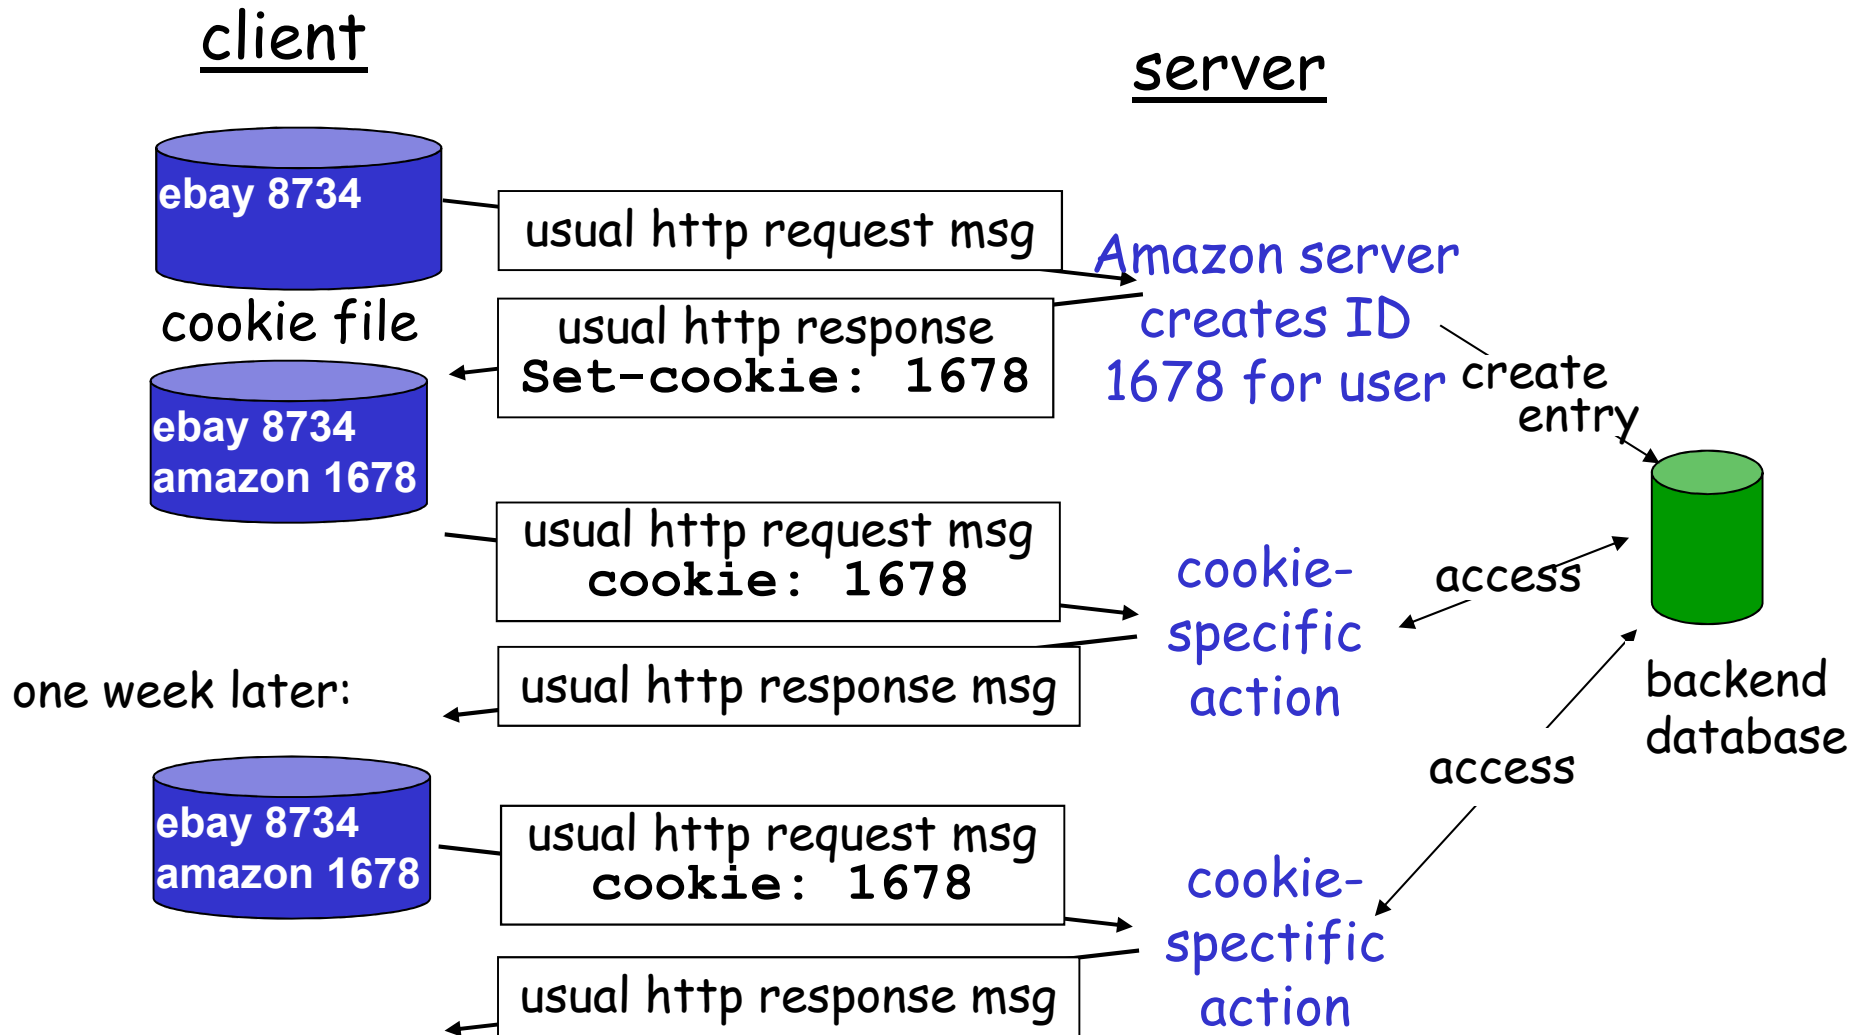 client
server
ebay 8734
usual http request msg
Amazon server
creates ID
1678 for user
cookie file
usual http response
Set-cookie: 1678
create
entry
ebay 8734
amazon 1678
usual http request msg
cookie: 1678
cookie-
specific
action
access
usual http response msg
one week later:
backend
database
access
ebay 8734
amazon 1678
usual http request msg
cookie: 1678
cookie-
spectific
action
usual http response msg